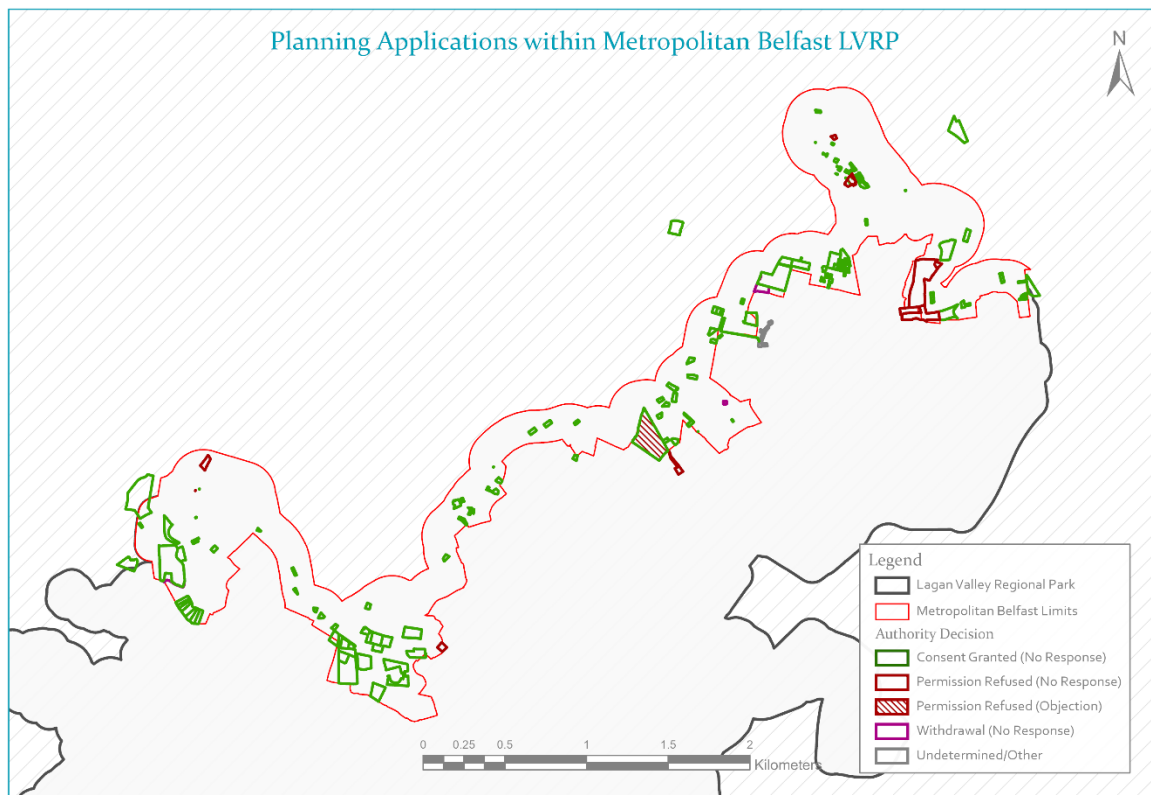 Planning Applications within Metropolitan Belfast LVRP
N
Legend
Lagan Valley Regional Park
Metropolitan Belfast Limits
Authority Decision
Consent Granted (No Response)
Permission Refused (No Response)
Permission Refused (Objection)
Withdrawal (No Response)
Undetermined/Other
0 0.25 0.5 1 1.5 2
Kilometers